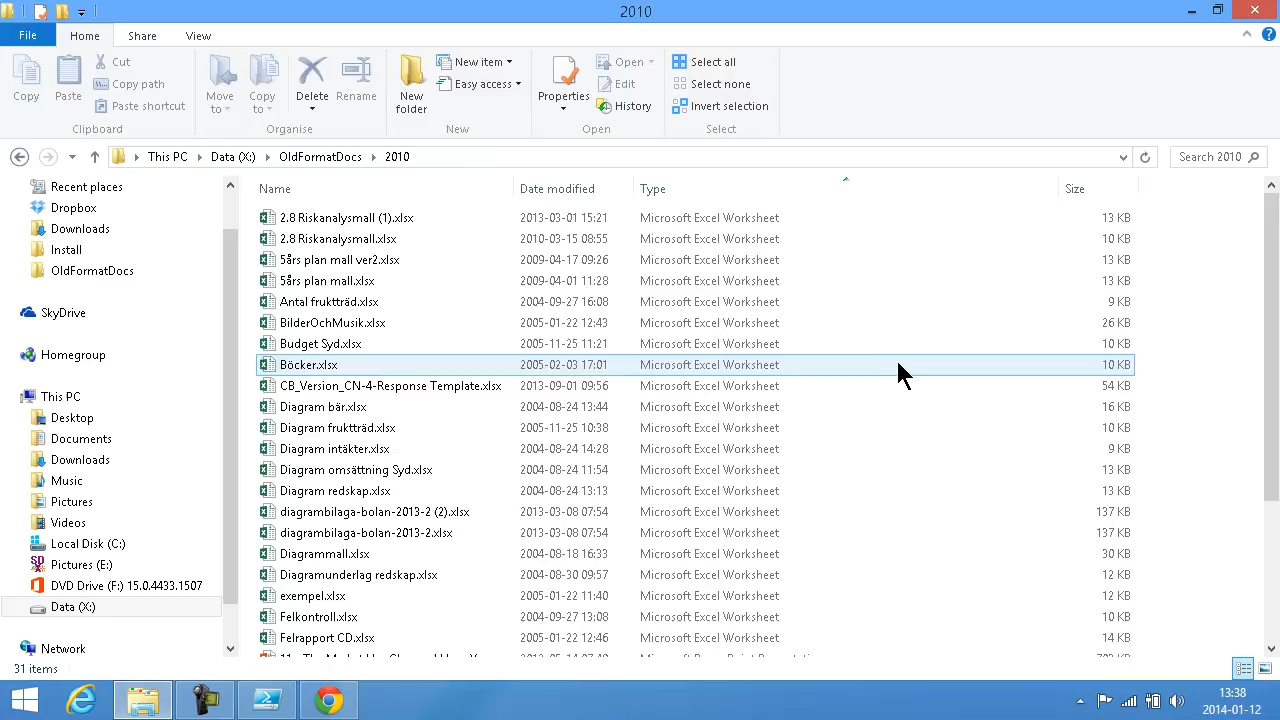 2010
File Home Share View
Cut
Copy path
Paste shortcut
Copy Paste
Clipboard
Move to Copy to Delete Rename
Organise
New folder
New item
Easy access
New
Properties
Open
Edit
History
Open
Select all
Select none
Invert selection
Select
This PC Data (X:) OldFormatDocs 2010
Search 2010
Recent places
Dropbox
Downloads
Install
OldFormatDocs
SkyDrive
Homegroup
This PC
Desktop
Documents
Downloads
Music
Pictures
Videos
Local Disk (C:)
Pictures (E:)
DVD Drive (F:) 15.0.4433.1507
Data (X:)
Network
Name Date modified Type Size
2.8 Riskanalysmall (1).xlsx 2013-03-01 15:21 Microsoft Excel Worksheet 13 KB
2.8 Riskanalysmall.xlsx 2010-03-15 08:55 Microsoft Excel Worksheet 10 KB
5års plan mall ver2.xlsx 2009-04-17 09:26 Microsoft Excel Worksheet 13 KB
5års plan mall.xlsx 2009-04-01 11:28 Microsoft Excel Worksheet 13 KB
Antal fruktträd.xlsx 2004-09-27 16:08 Microsoft Excel Worksheet 9 KB
BilderOchMusik.xlsx 2005-01-22 12:43 Microsoft Excel Worksheet 26 KB
Budget Syd.xlsx 2005-11-25 11:21 Microsoft Excel Worksheet 10 KB
Böcker.xlsx 2005-02-03 17:01 Microsoft Excel Worksheet 10 KB
CB_Version_CN-4-Response Template.xlsx 2013-09-01 09:56 Microsoft Excel Worksheet 54 KB
Diagram bär.xlsx 2004-08-24 13:44 Microsoft Excel Worksheet 16 KB
Diagram fruktträd.xlsx 2005-11-25 10:38 Microsoft Excel Worksheet 10 KB
Diagram intäkter.xlsx 2004-08-24 14:28 Microsoft Excel Worksheet 9 KB
Diagram omsättning Syd.xlsx 2004-08-24 11:54 Microsoft Excel Worksheet 13 KB
Diagram redskap.xlsx 2004-08-24 13:13 Microsoft Excel Worksheet 13 KB
diagrambilaga-bolan-2013-2 (2).xlsx 2013-03-08 07:54 Microsoft Excel Worksheet 137 KB
diagrambilaga-bolan-2013-2.xlsx 2013-03-08 07:54 Microsoft Excel Worksheet 137 KB
Diagrammall.xlsx 2004-08-18 16:33 Microsoft Excel Worksheet 30 KB
Diagramunderlag redskap.xlsx 2004-08-30 09:57 Microsoft Excel Worksheet 12 KB
exempel.xlsx 2005-01-22 11:40 Microsoft Excel Worksheet 12 KB
Felkontroll.xlsx 2004-09-27 13:08 Microsoft Excel Worksheet 10 KB
Felrapport CD.xlsx 2005-01-22 12:46 Microsoft Excel Worksheet 14 KB
31 items
13:38
2014-01-12